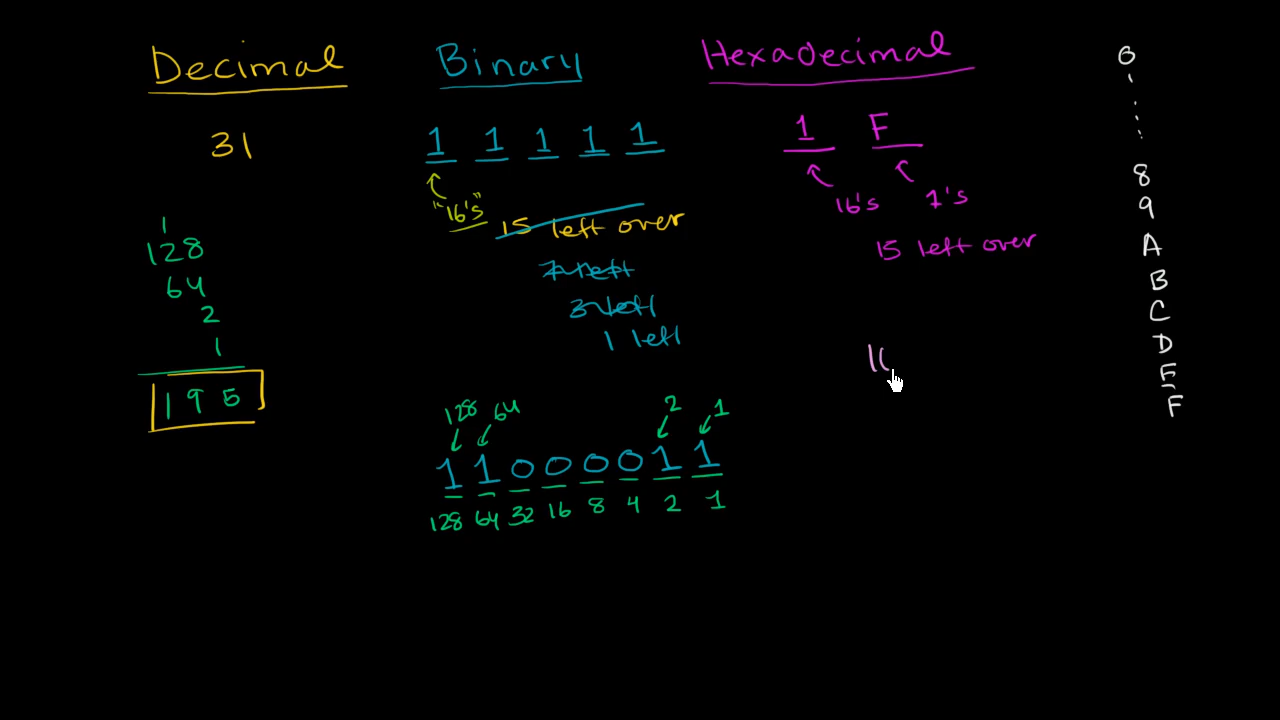 Decimal
31
1
128
64
2
1
195
Binary
1 1 1 1 1
"16's"
15 left over
7 left
3 left
1 left
128 64 2 1
1 1 0 0 0 0 1 1
128 64 32 16 8 4 2 1
Hexadecimal
1 F
16's 1's
15 left over
0
1
8
9
A
B
C
D
E
F